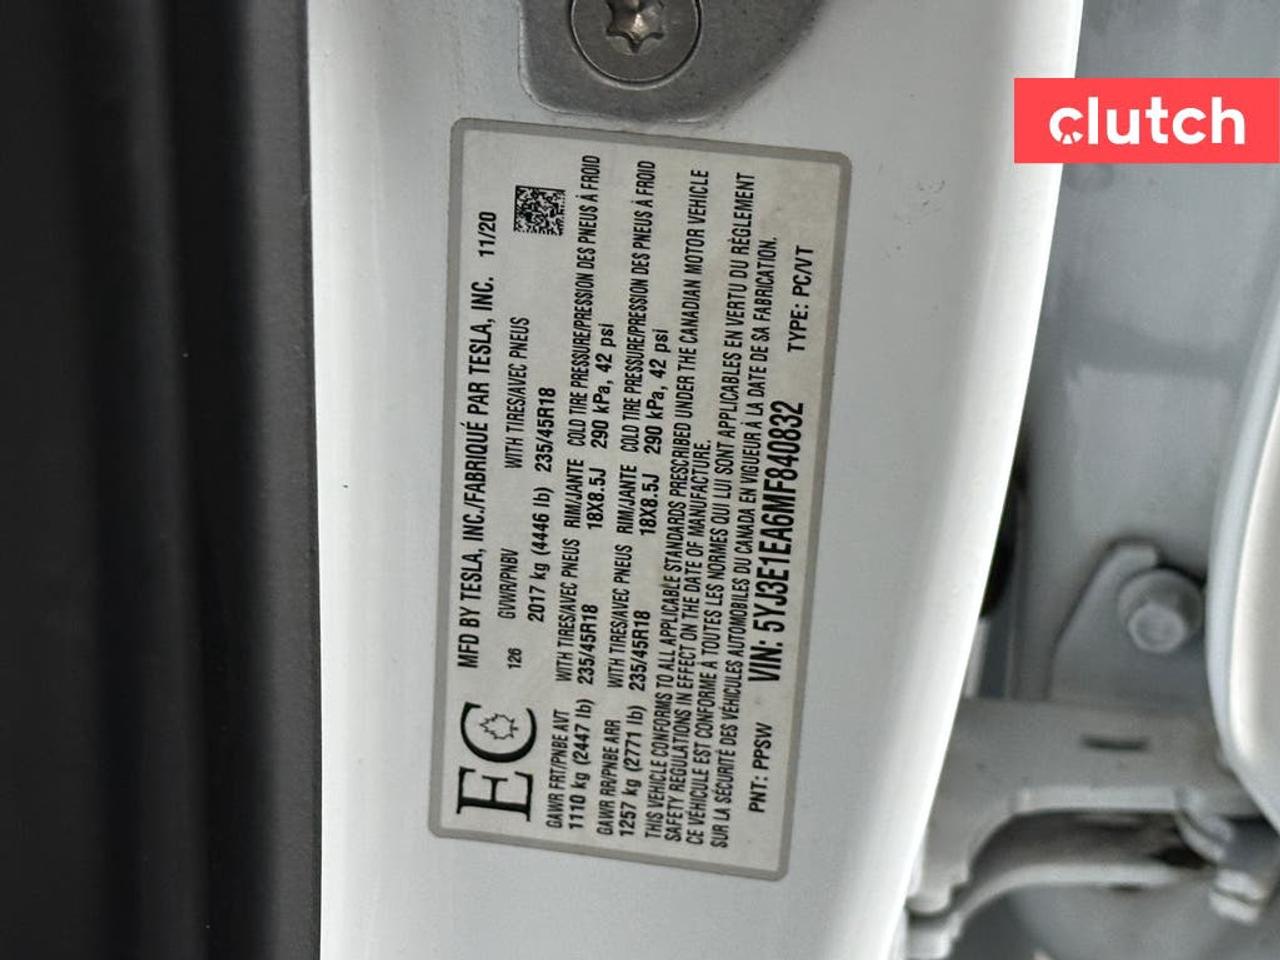 clutch
MFD BY TESLA, INC./FABRIQUÉ PAR TESLA, INC. 11/20
126 GVWR/PNBV WITH TIRES/AVEC PNEUS
2017 kg (4446 lb) 235/45R18
EC
GAWR FRT/PNBE AVT WITH TIRES/AVEC PNEUS RIM/JANTE COLD TIRE PRESSURE/PRESSION DES PNEUS À FROID
1110 kg (2447 lb) 235/45R18 18X8.5J 290 kPa, 42 psi
GAWR RR/PNBE ARR WITH TIRES/AVEC PNEUS RIM/JANTE COLD TIRE PRESSURE/PRESSION DES PNEUS À FROID
1257 kg (2771 lb) 235/45R18 18X8.5J 290 kPa, 42 psi
THIS VEHICLE CONFORMS TO ALL APPLICABLE STANDARDS PRESCRIBED UNDER THE CANADIAN MOTOR VEHICLE
SAFETY REGULATIONS IN EFFECT ON THE DATE OF MANUFACTURE.
CE VÉHICULE EST CONFORME À TOUTES LES NORMES QUI LUI SONT APPLICABLES EN VERTU DU RÈGLEMENT
SUR LA SÉCURITÉ DES VÉHICULES AUTOMOBILES DU CANADA EN VIGUEUR À LA DATE DE SA FABRICATION.
PNT: PPSW VIN: 5YJ3E1EA6MF840832 TYPE: PC/VT